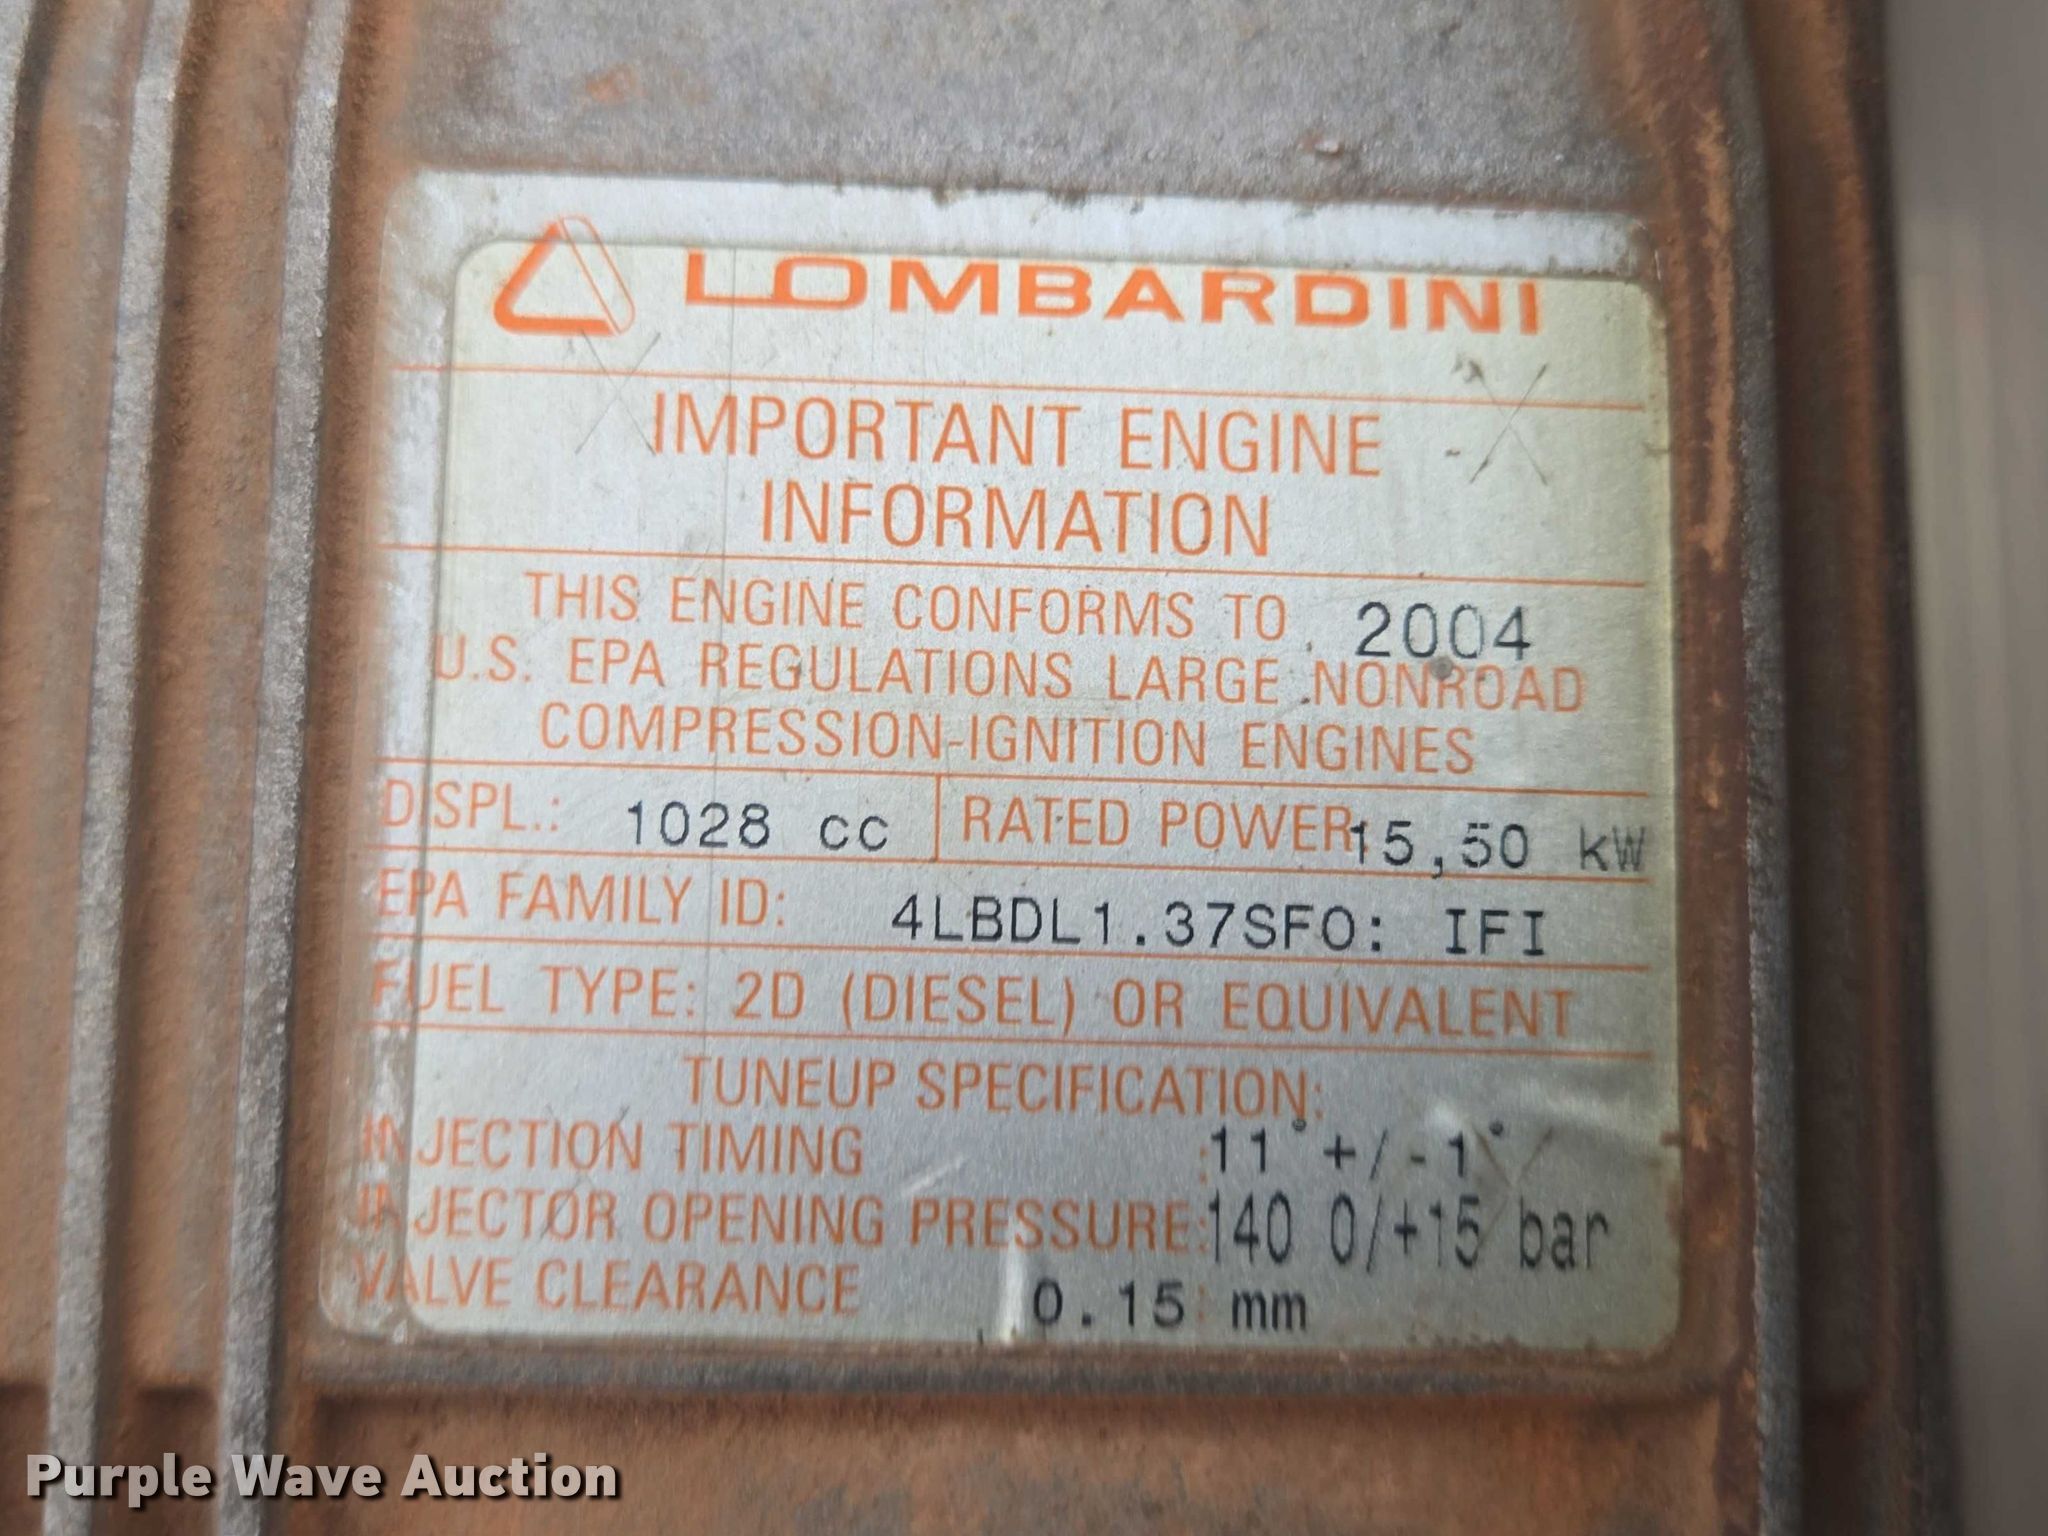 LOMBARDINI
IMPORTANT ENGINE
INFORMATION
THIS ENGINE CONFORMS TO 2004
U.S. EPA REGULATIONS LARGE NONROAD
COMPRESSION-IGNITION ENGINES
DISPL.: 1028 cc RATED POWER 15,50 kW
EPA FAMILY ID: 4LBDL1.37SFO: IFI
FUEL TYPE: 2D (DIESEL) OR EQUIVALENT
TUNEUP SPECIFICATION:
INJECTION TIMING :11°+/-1°
INJECTOR OPENING PRESSURE:140 0/+15 bar
VALVE CLEARANCE 0.15 mm
Purple Wave Auction